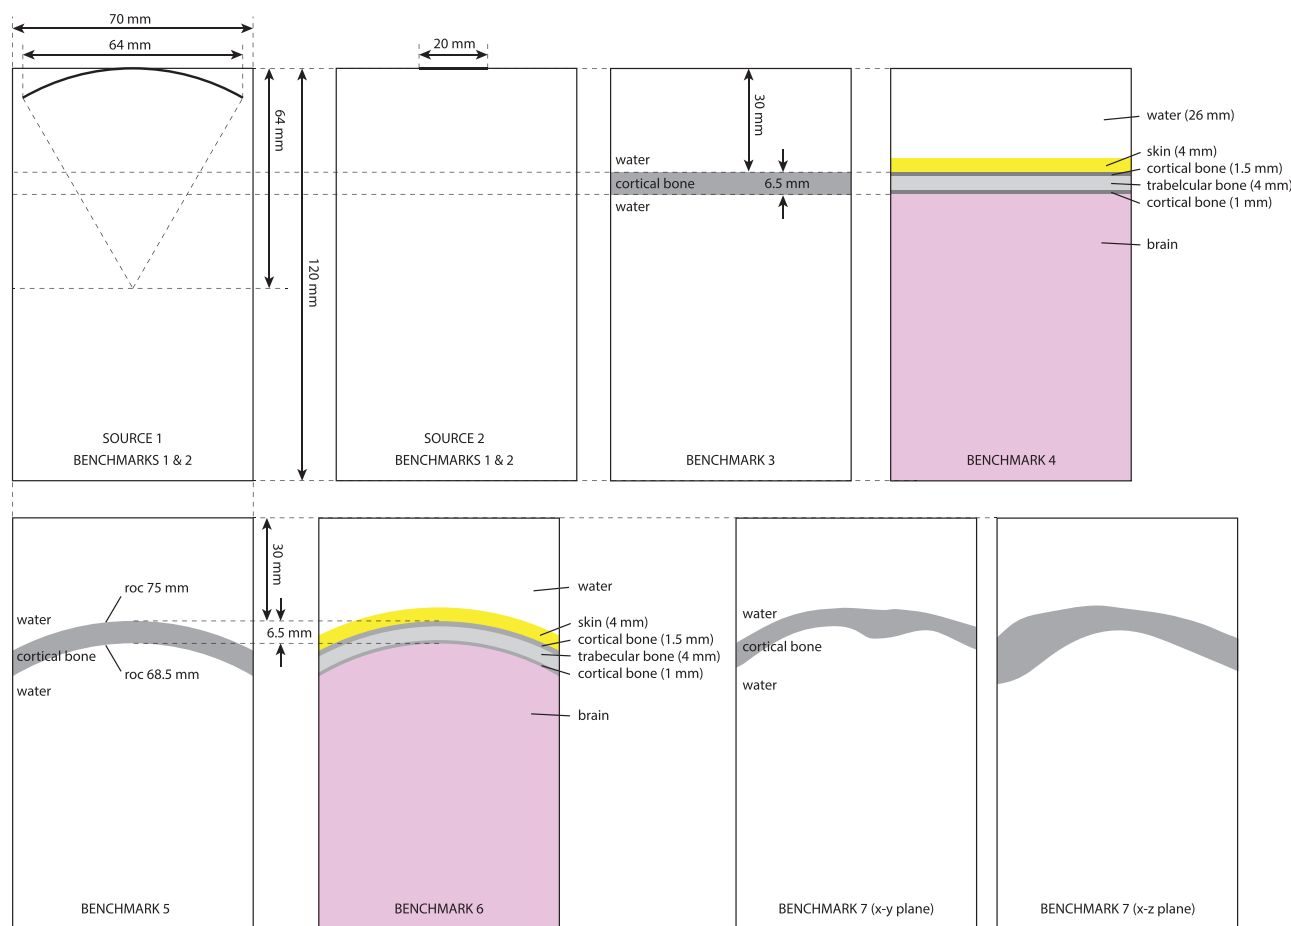 70 mm
64 mm
64 mm
120 mm
SOURCE 1
BENCHMARKS 1 & 2
20 mm
SOURCE 2
BENCHMARKS 1 & 2
30 mm
water
cortical bone
6.5 mm
water
BENCHMARK 3
water (26 mm)
skin (4 mm)
cortical bone (1.5 mm)
trabelcular bone (4 mm)
cortical bone (1 mm)
brain
BENCHMARK 4
30 mm
roc 75 mm
water
6.5 mm
cortical bone
roc 68.5 mm
water
BENCHMARK 5
water
skin (4 mm)
cortical bone (1.5 mm)
trabecular bone (4 mm)
cortical bone (1 mm)
brain
BENCHMARK 6
water
cortical bone
water
BENCHMARK 7 (x-y plane)
BENCHMARK 7 (x-z plane)